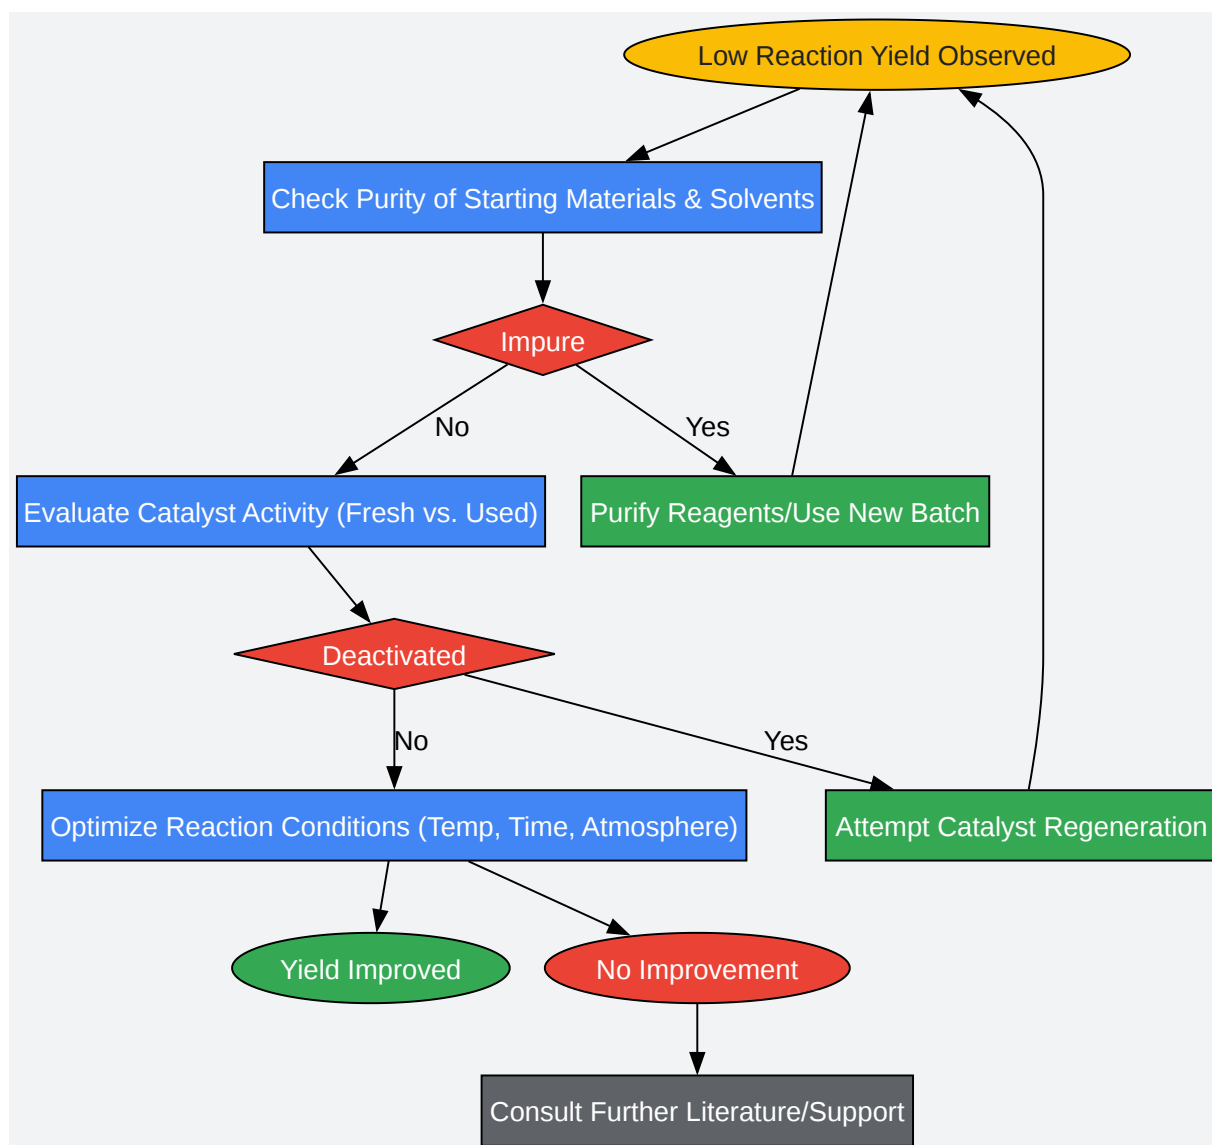 Low Reaction Yield Observed
Check Purity of Starting Materials & Solvents
Impure
No
Yes
Evaluate Catalyst Activity (Fresh vs. Used)
Purify Reagents/Use New Batch
Deactivated
No
Yes
Optimize Reaction Conditions (Temp, Time, Atmosphere)
Attempt Catalyst Regeneration
Yield Improved
No Improvement
Consult Further Literature/Support